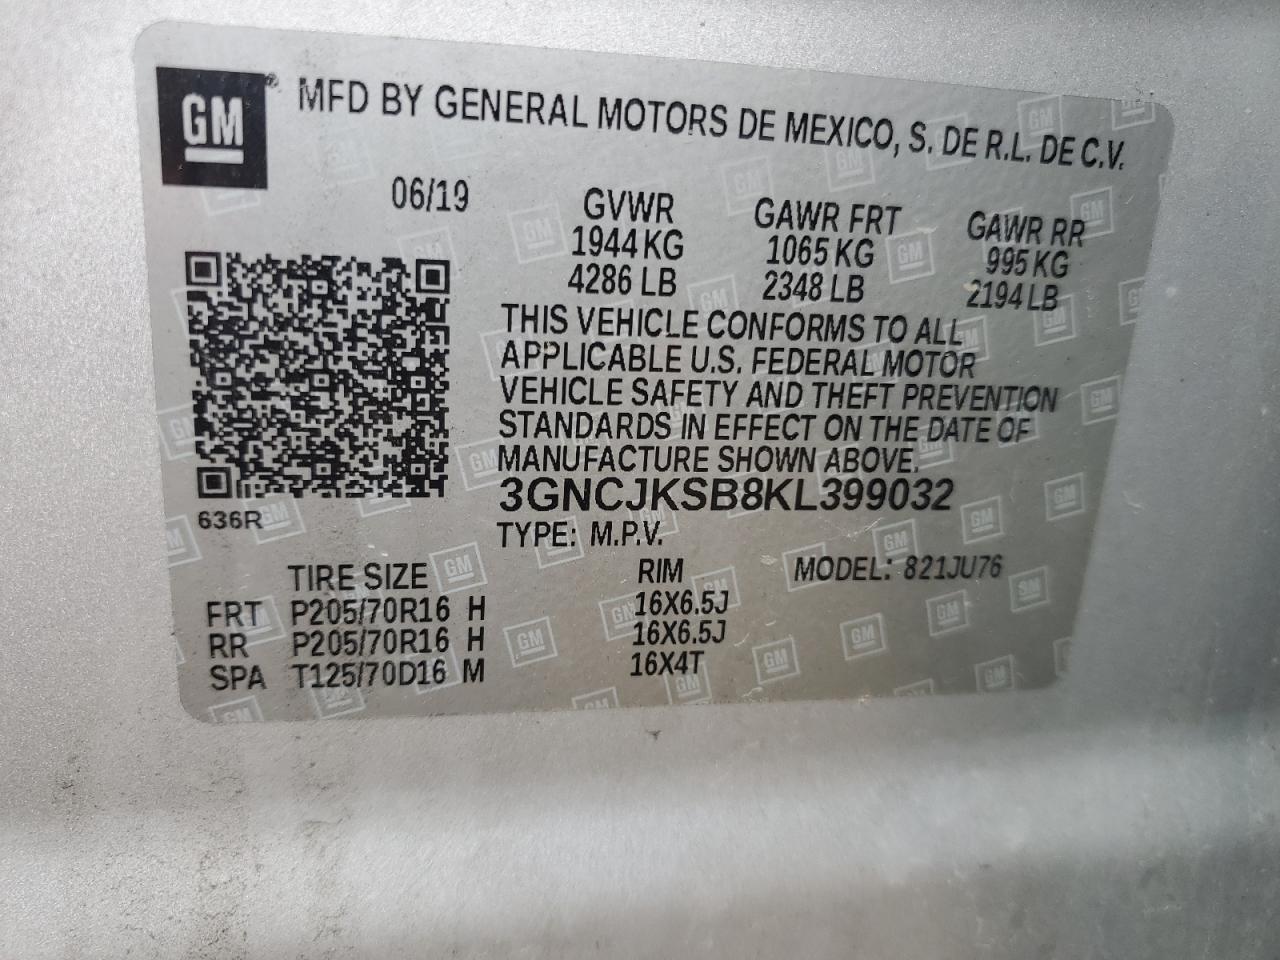 GM MFD BY GENERAL MOTORS DE MEXICO, S. DE R.L. DE C.V.
06/19 GVWR GAWR FRT GAWR RR
1944 KG 1065 KG 995 KG
4286 LB 2348 LB 2194 LB
THIS VEHICLE CONFORMS TO ALL
APPLICABLE U.S. FEDERAL MOTOR
VEHICLE SAFETY AND THEFT PREVENTION
STANDARDS IN EFFECT ON THE DATE OF
MANUFACTURE SHOWN ABOVE.
3GNCJKSB8KL399032
636R
TYPE: M.P.V.
TIRE SIZE RIM MODEL: 821JU76
FRT P205/70R16 H 16X6.5J
RR P205/70R16 H 16X6.5J
SPA T125/70D16 M 16X4T